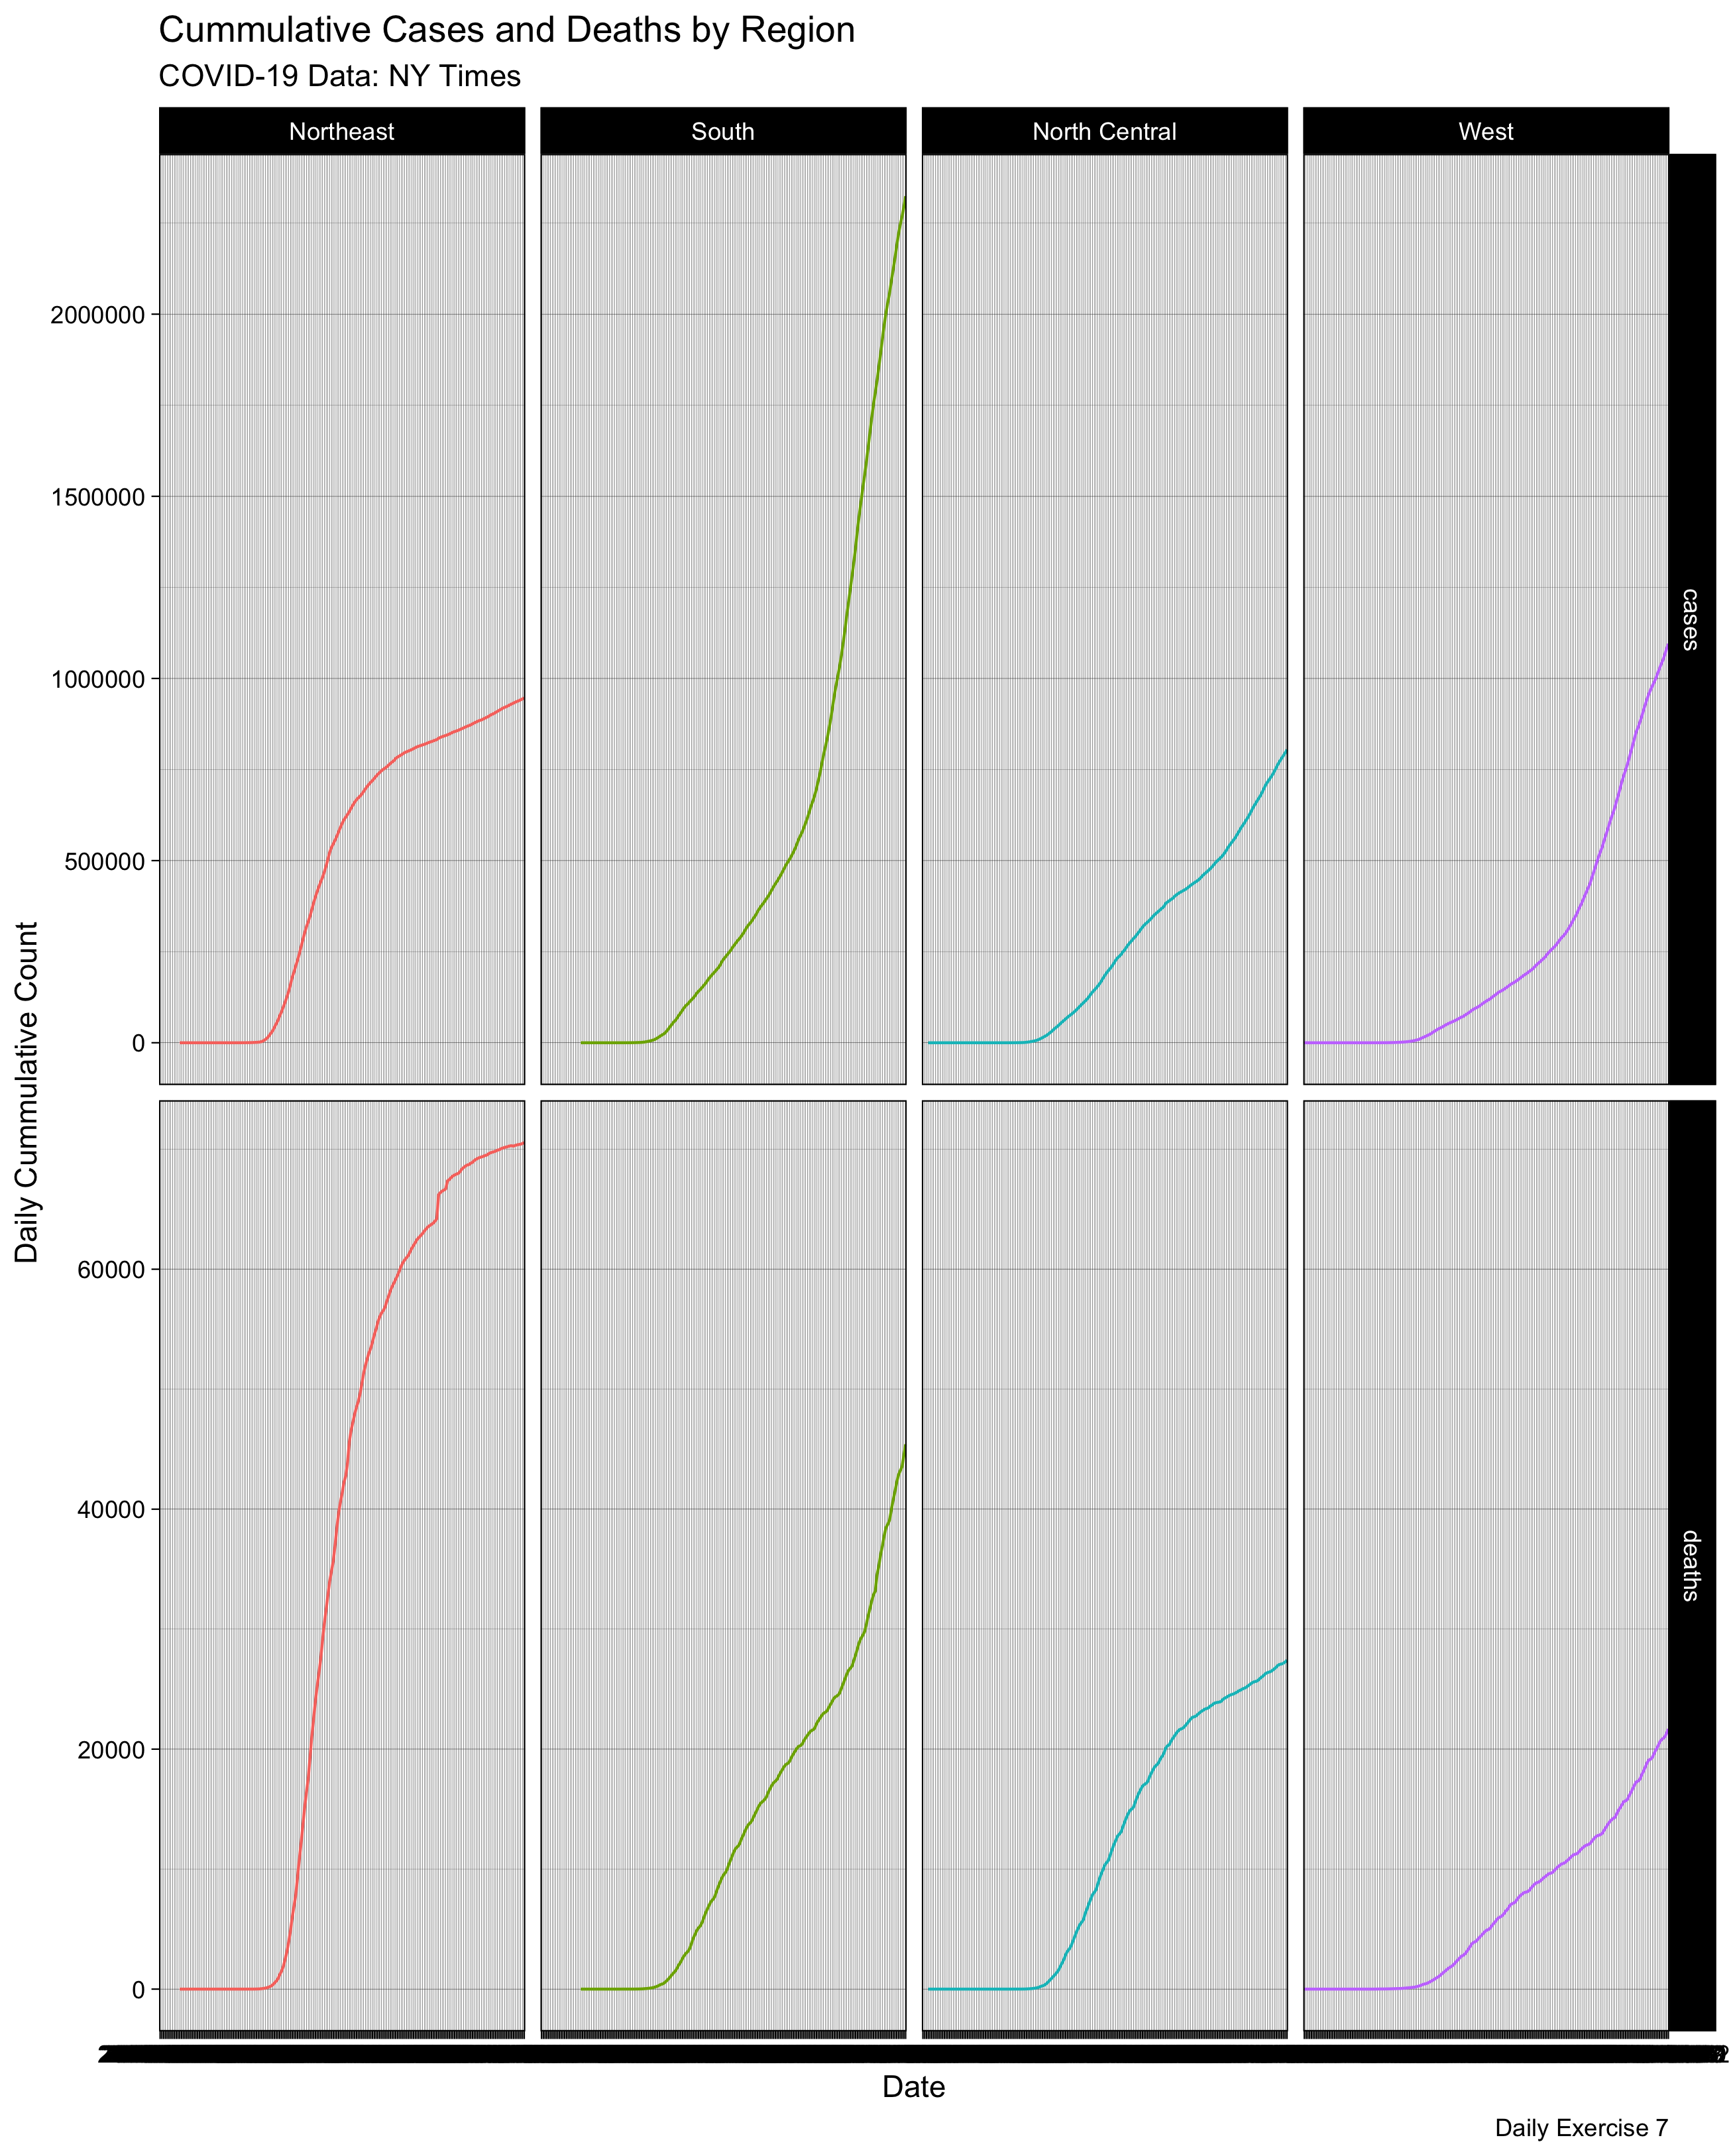 Cummulative Cases and Deaths by Region
COVID-19 Data: NY Times
Northeast
South
North Central
West
2000000
1500000
1000000
500000
0
cases
60000
40000
20000
0
deaths
Daily Cummulative Count
Date
Daily Exercise 7